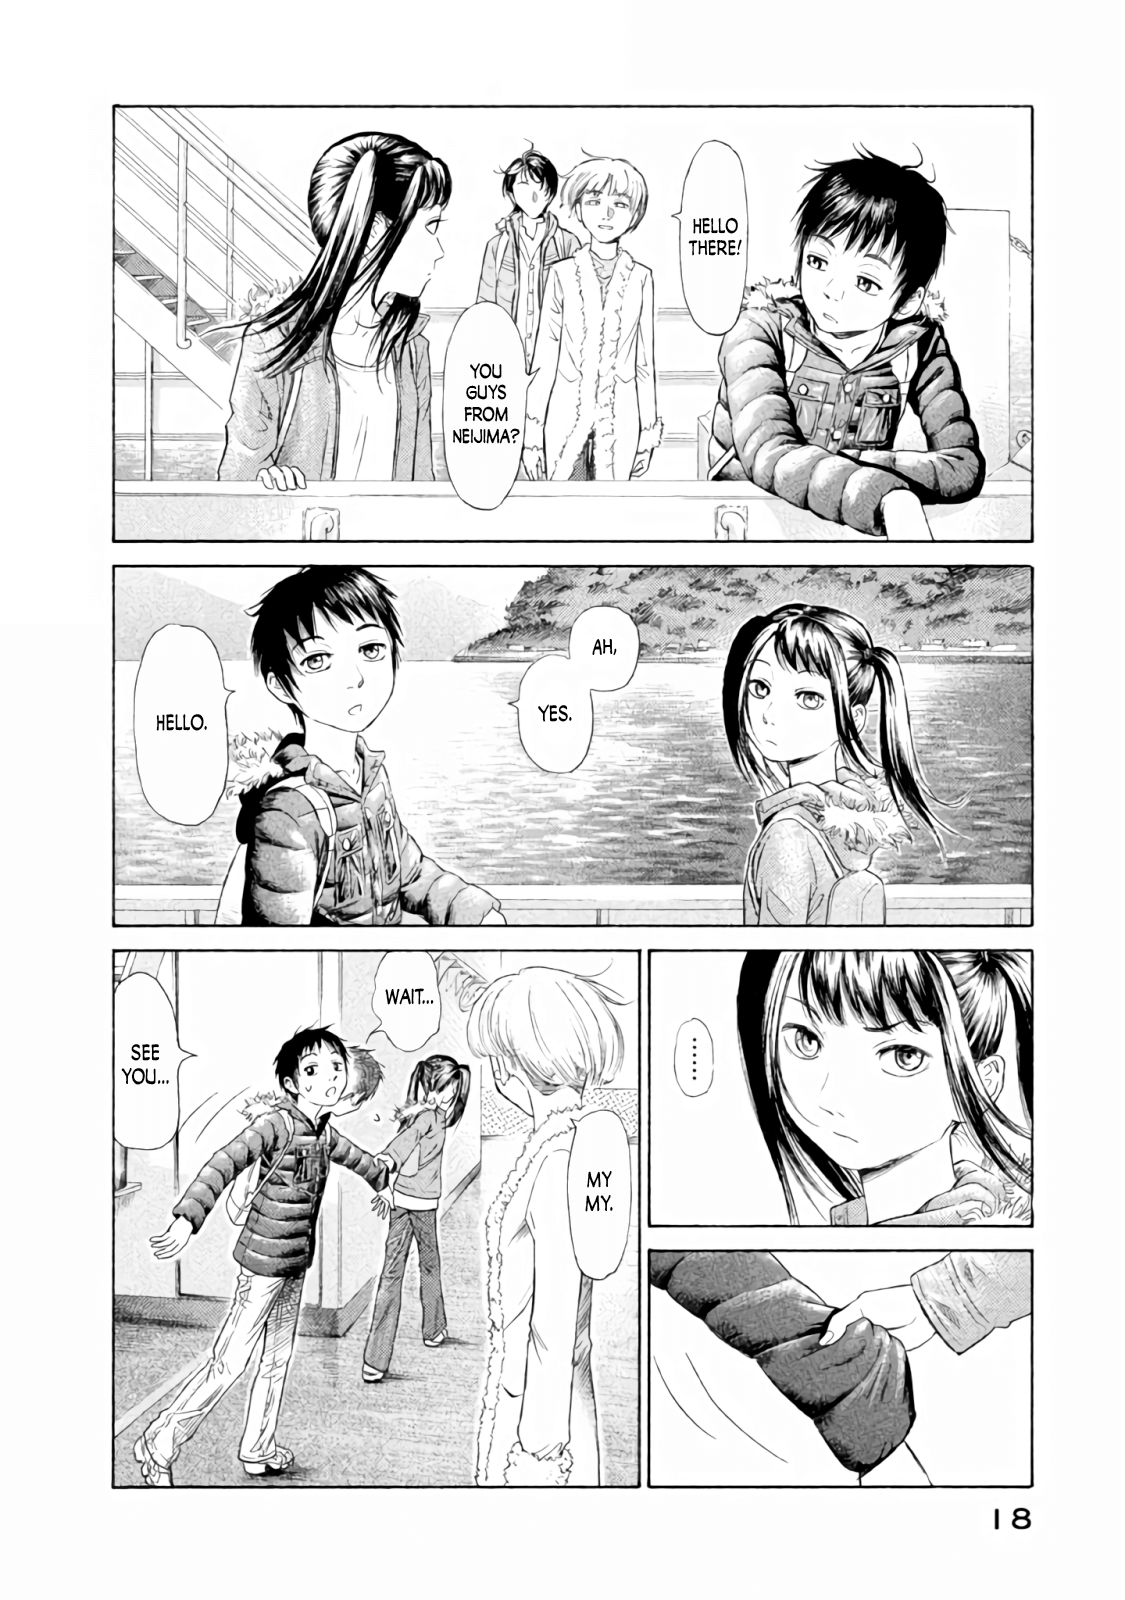 HELLO
THERE!
YOU
GUYS
FROM
NEIJIMA?
AH,
YES.
HELLO.
........
WAIT...
SEE
YOU...
MY
MY.
18